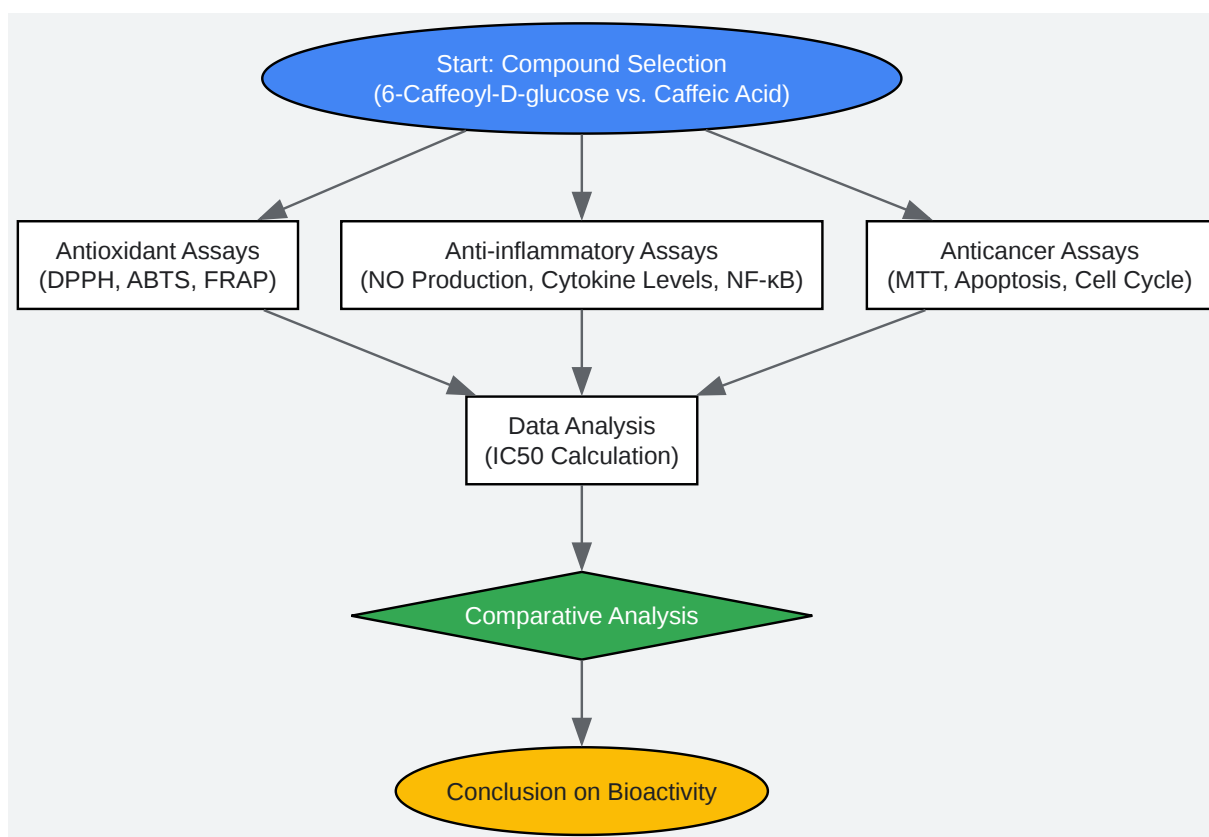 Start: Compound Selection
(6-Caffeoyl-D-glucose vs. Caffeic Acid)
Antioxidant Assays
(DPPH, ABTS, FRAP)
Anti-inflammatory Assays
(NO Production, Cytokine Levels, NF-κB)
Anticancer Assays
(MTT, Apoptosis, Cell Cycle)
Data Analysis
(IC50 Calculation)
Comparative Analysis
Conclusion on Bioactivity